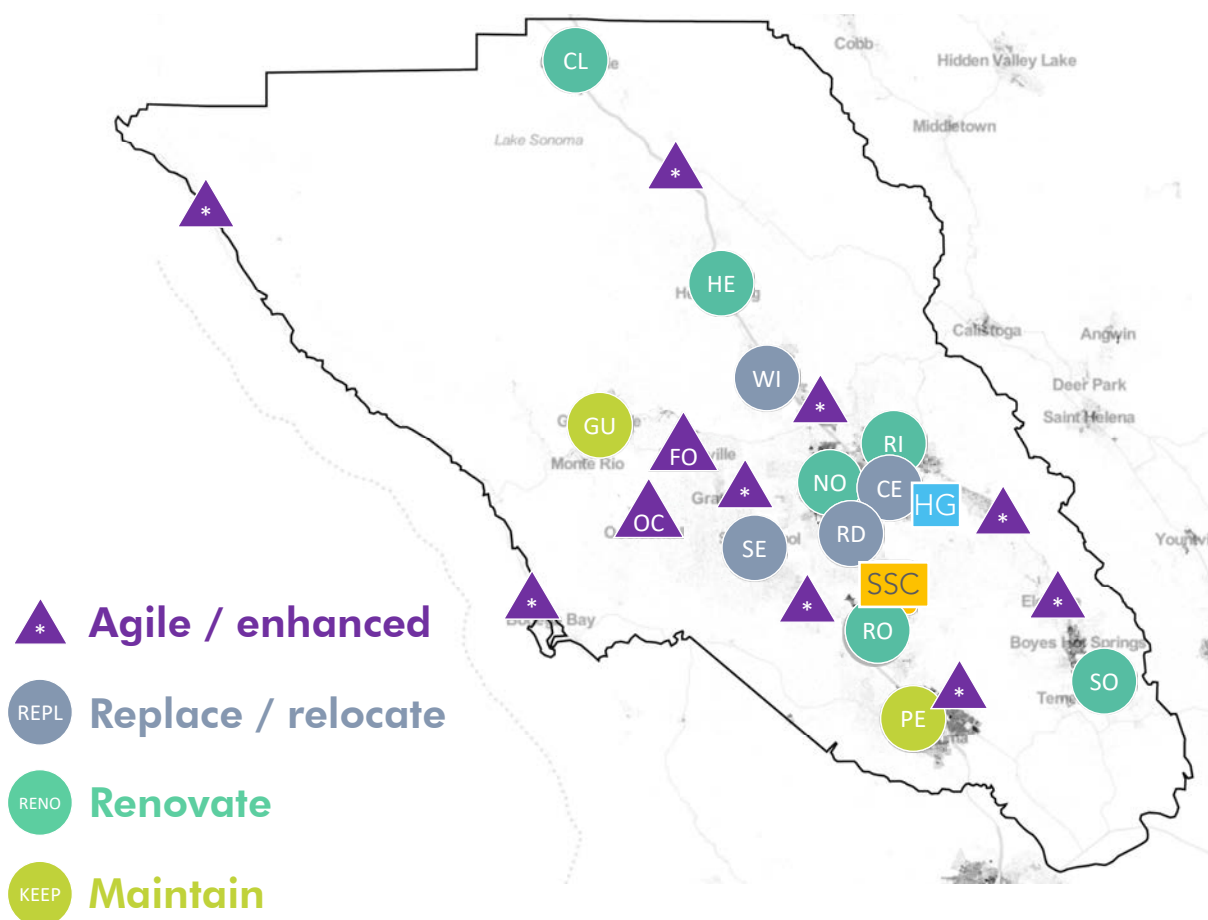 CL
Cobb
Hidden Valley Lake
Middletown
Lake Sonoma
*
*
HE
Calistoga
Angwin
WI
Deer Park
Saint Helena
*
GU
Monte Rio
FO
RI
NO
CE
HG
*
*
OC
RD
SE
SSC
*
Bay
*
*
Boyes Hot Springs
RO
SO
*
PE
* Agile / enhanced
REPL Replace / relocate
RENO Renovate
KEEP Maintain